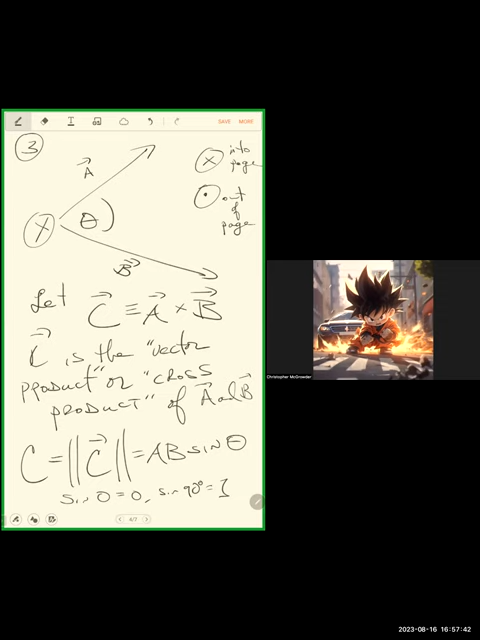 SAVE MORE
3
A
X into page
θ
X
• out of page
B
Let C ≡ A × B
C is the "vector
product" or "cross
product" of A and B
C = ||C|| = AB sin θ
sin 0 = 0, sin 90° = 1
4/7
Christopher McGrowder
2023-08-16 16:57:42